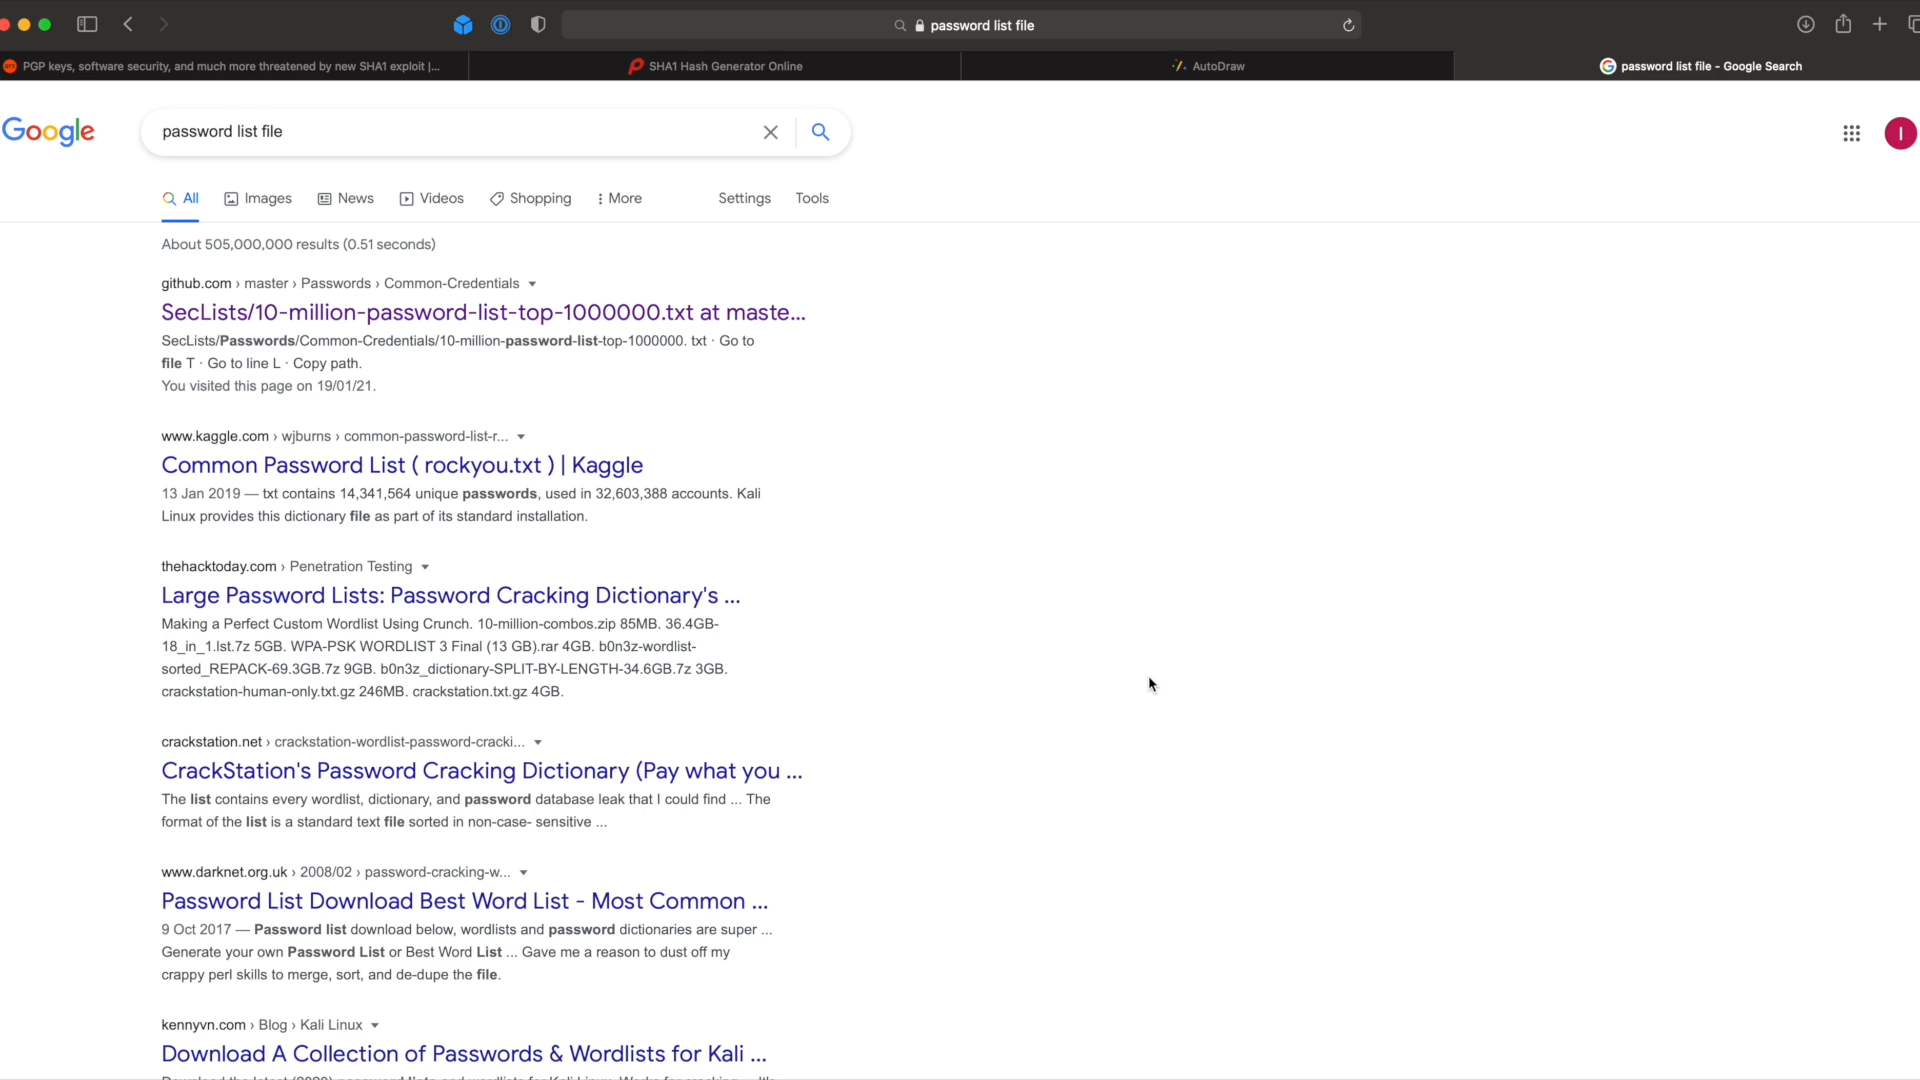 password list file
PGP keys, software security, and much more threatened by new SHA1 exploit |...
SHA1 Hash Generator Online
AutoDraw
password list file - Google Search
Google
password list file
I
All
Images
News
Videos
Shopping
More
Settings
Tools
About 505,000,000 results (0.51 seconds)
github.com › master › Passwords › Common-Credentials
SecLists/10-million-password-list-top-1000000.txt at maste...
SecLists/Passwords/Common-Credentials/10-million-password-list-top-1000000. txt · Go to
file T · Go to line L · Copy path.
You visited this page on 19/01/21.
www.kaggle.com › wjburns › common-password-list-r...
Common Password List ( rockyou.txt ) | Kaggle
13 Jan 2019 — txt contains 14,341,564 unique passwords, used in 32,603,388 accounts. Kali
Linux provides this dictionary file as part of its standard installation.
thehacktoday.com › Penetration Testing
Large Password Lists: Password Cracking Dictionary's ...
Making a Perfect Custom Wordlist Using Crunch. 10-million-combos.zip 85MB. 36.4GB-
18_in_1.lst.7z 5GB. WPA-PSK WORDLIST 3 Final (13 GB).rar 4GB. b0n3z-wordlist-
sorted_REPACK-69.3GB.7z 9GB. b0n3z_dictionary-SPLIT-BY-LENGTH-34.6GB.7z 3GB.
crackstation-human-only.txt.gz 246MB. crackstation.txt.gz 4GB.
crackstation.net › crackstation-wordlist-password-cracki...
CrackStation's Password Cracking Dictionary (Pay what you ...
The list contains every wordlist, dictionary, and password database leak that I could find ... The
format of the list is a standard text file sorted in non-case- sensitive ...
www.darknet.org.uk › 2008/02 › password-cracking-w...
Password List Download Best Word List - Most Common ...
9 Oct 2017 — Password list download below, wordlists and password dictionaries are super ...
Generate your own Password List or Best Word List ... Gave me a reason to dust off my
crappy perl skills to merge, sort, and de-dupe the file.
kennyvn.com › Blog › Kali Linux
Download A Collection of Passwords & Wordlists for Kali ...